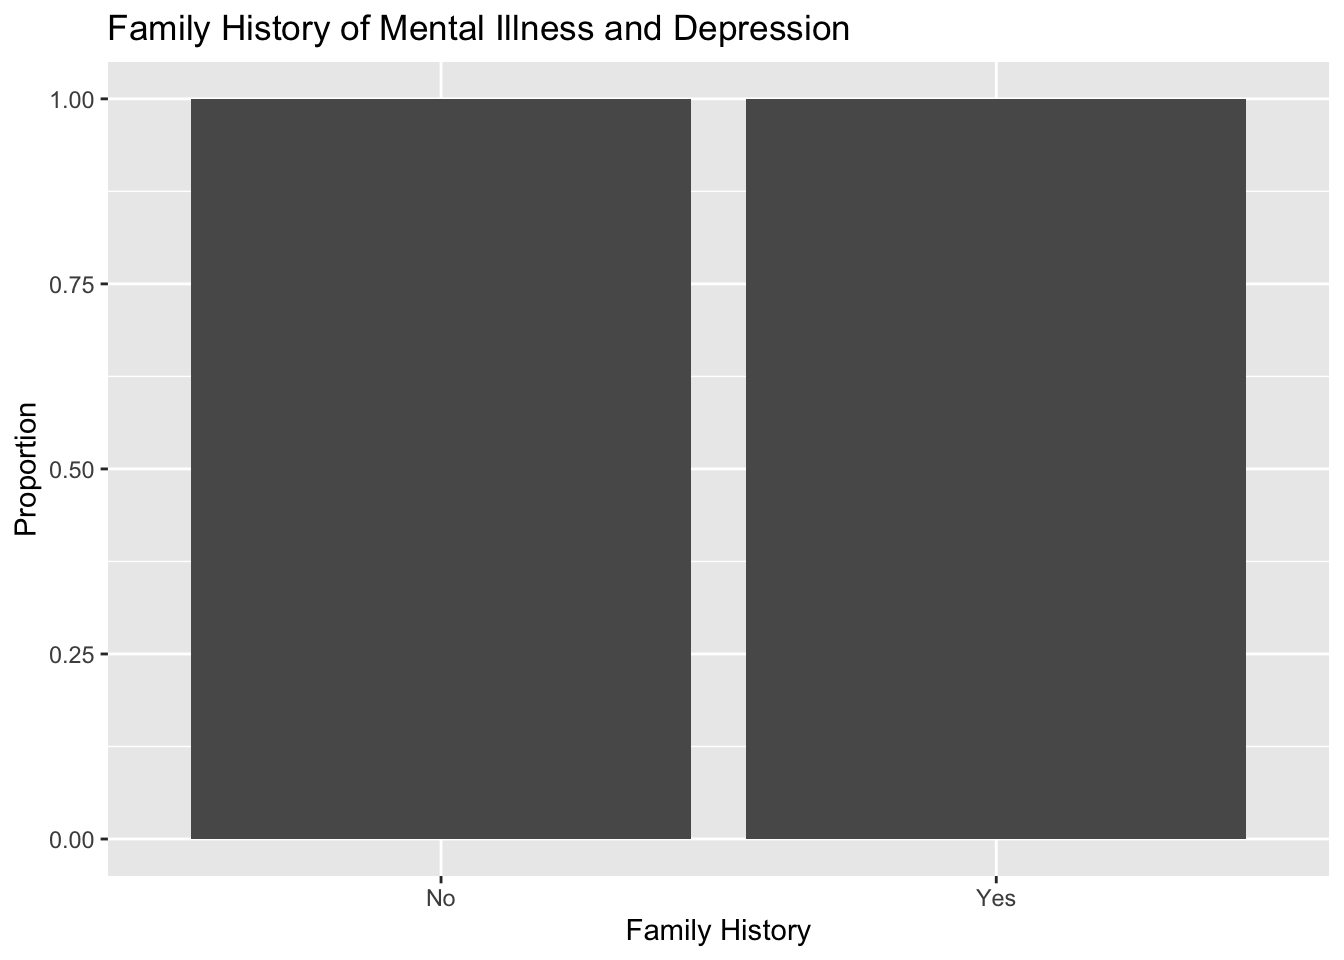 Family History of Mental Illness and Depression
1.00
0.75
0.50
0.25
0.00
Proportion
No
Yes
Family History